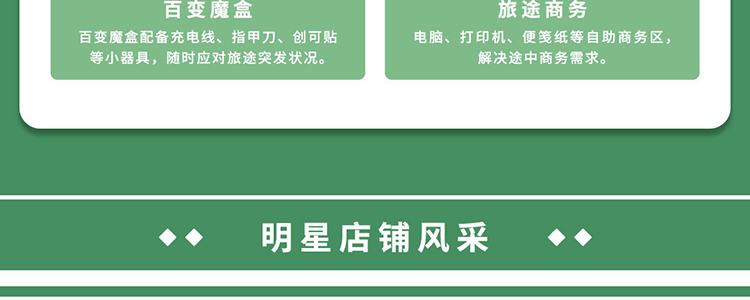 百变魔盒
百变魔盒配备充电线、指甲刀、创可贴
等小器具，随时应对旅途突发状况。
旅途商务
电脑、打印机、便笺纸等自助商务区，
解决途中商务需求。
明星店铺风采